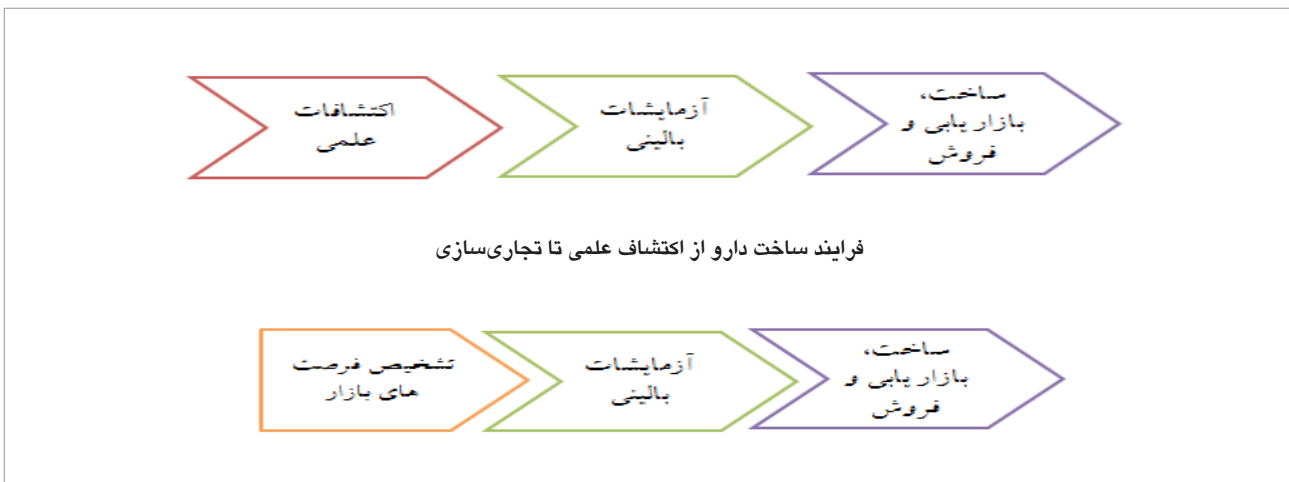 اکتشافات
علمی
آزمایشات
بالینی
ساخت،
بازار یابی و
فروش
فرایند ساخت دارو از اکتشاف علمی تا تجاری‌سازی
تشخیص فرصت
های بازار
آزمایشات
بالینی
ساخت،
بازار یابی و
فروش